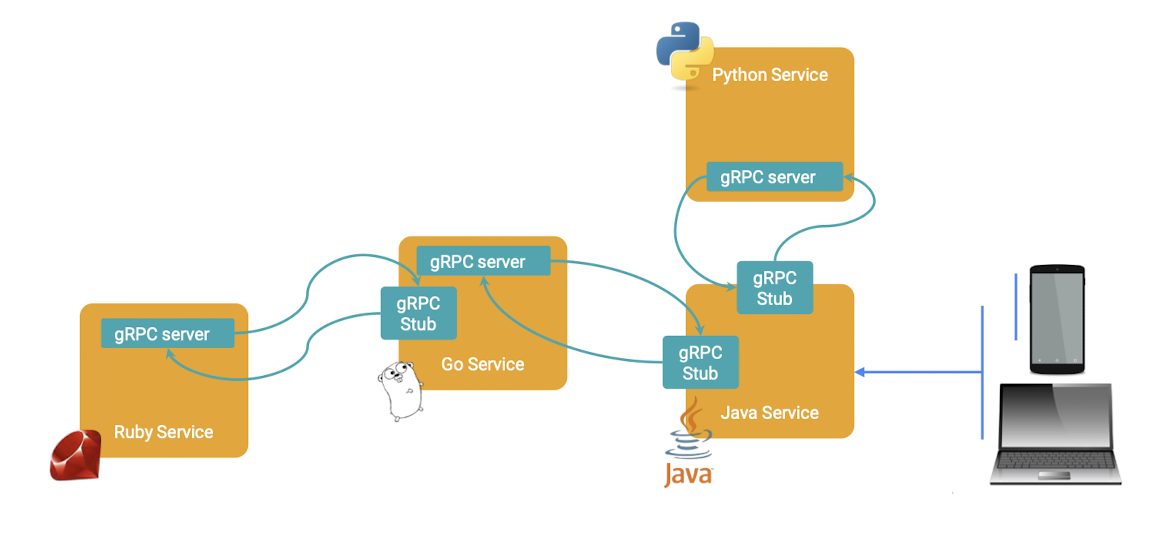 Python Service
gRPC server
gRPC server
gRPC
Stub
gRPC
Stub
gRPC server
Go Service
gRPC
Stub
Java Service
Ruby Service
Java